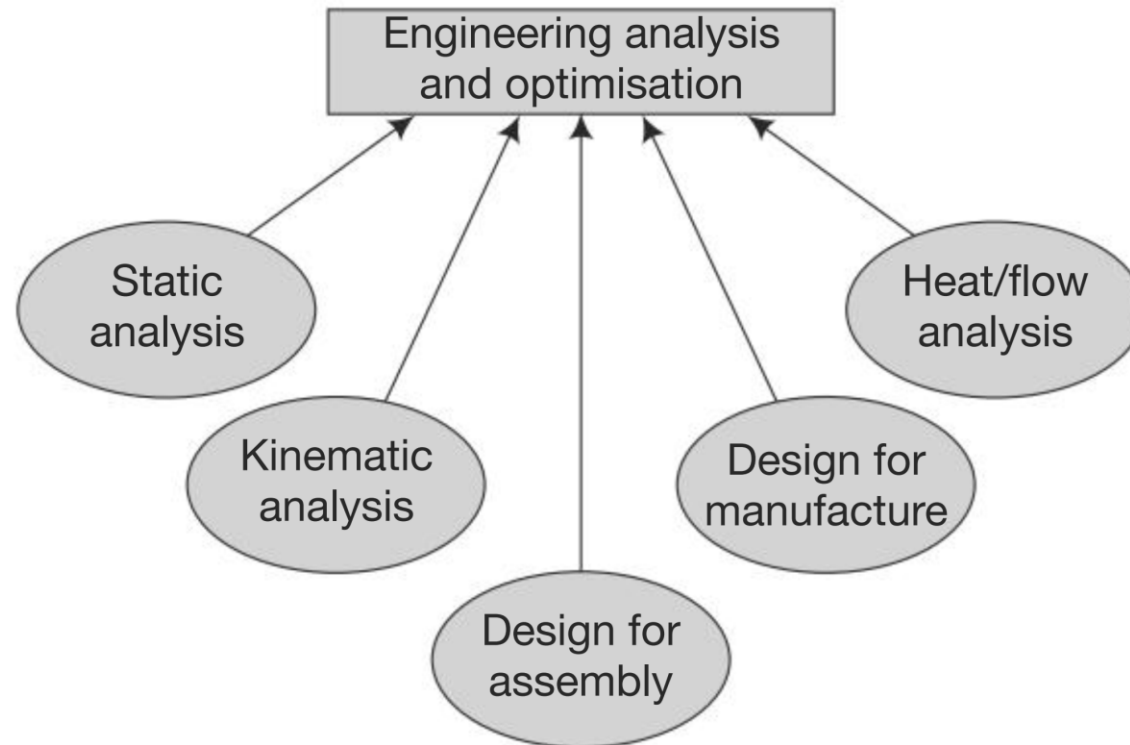 Engineering analysis
and optimisation
Static
analysis
Heat/flow
analysis
Kinematic
analysis
Design for
manufacture
Design for
assembly